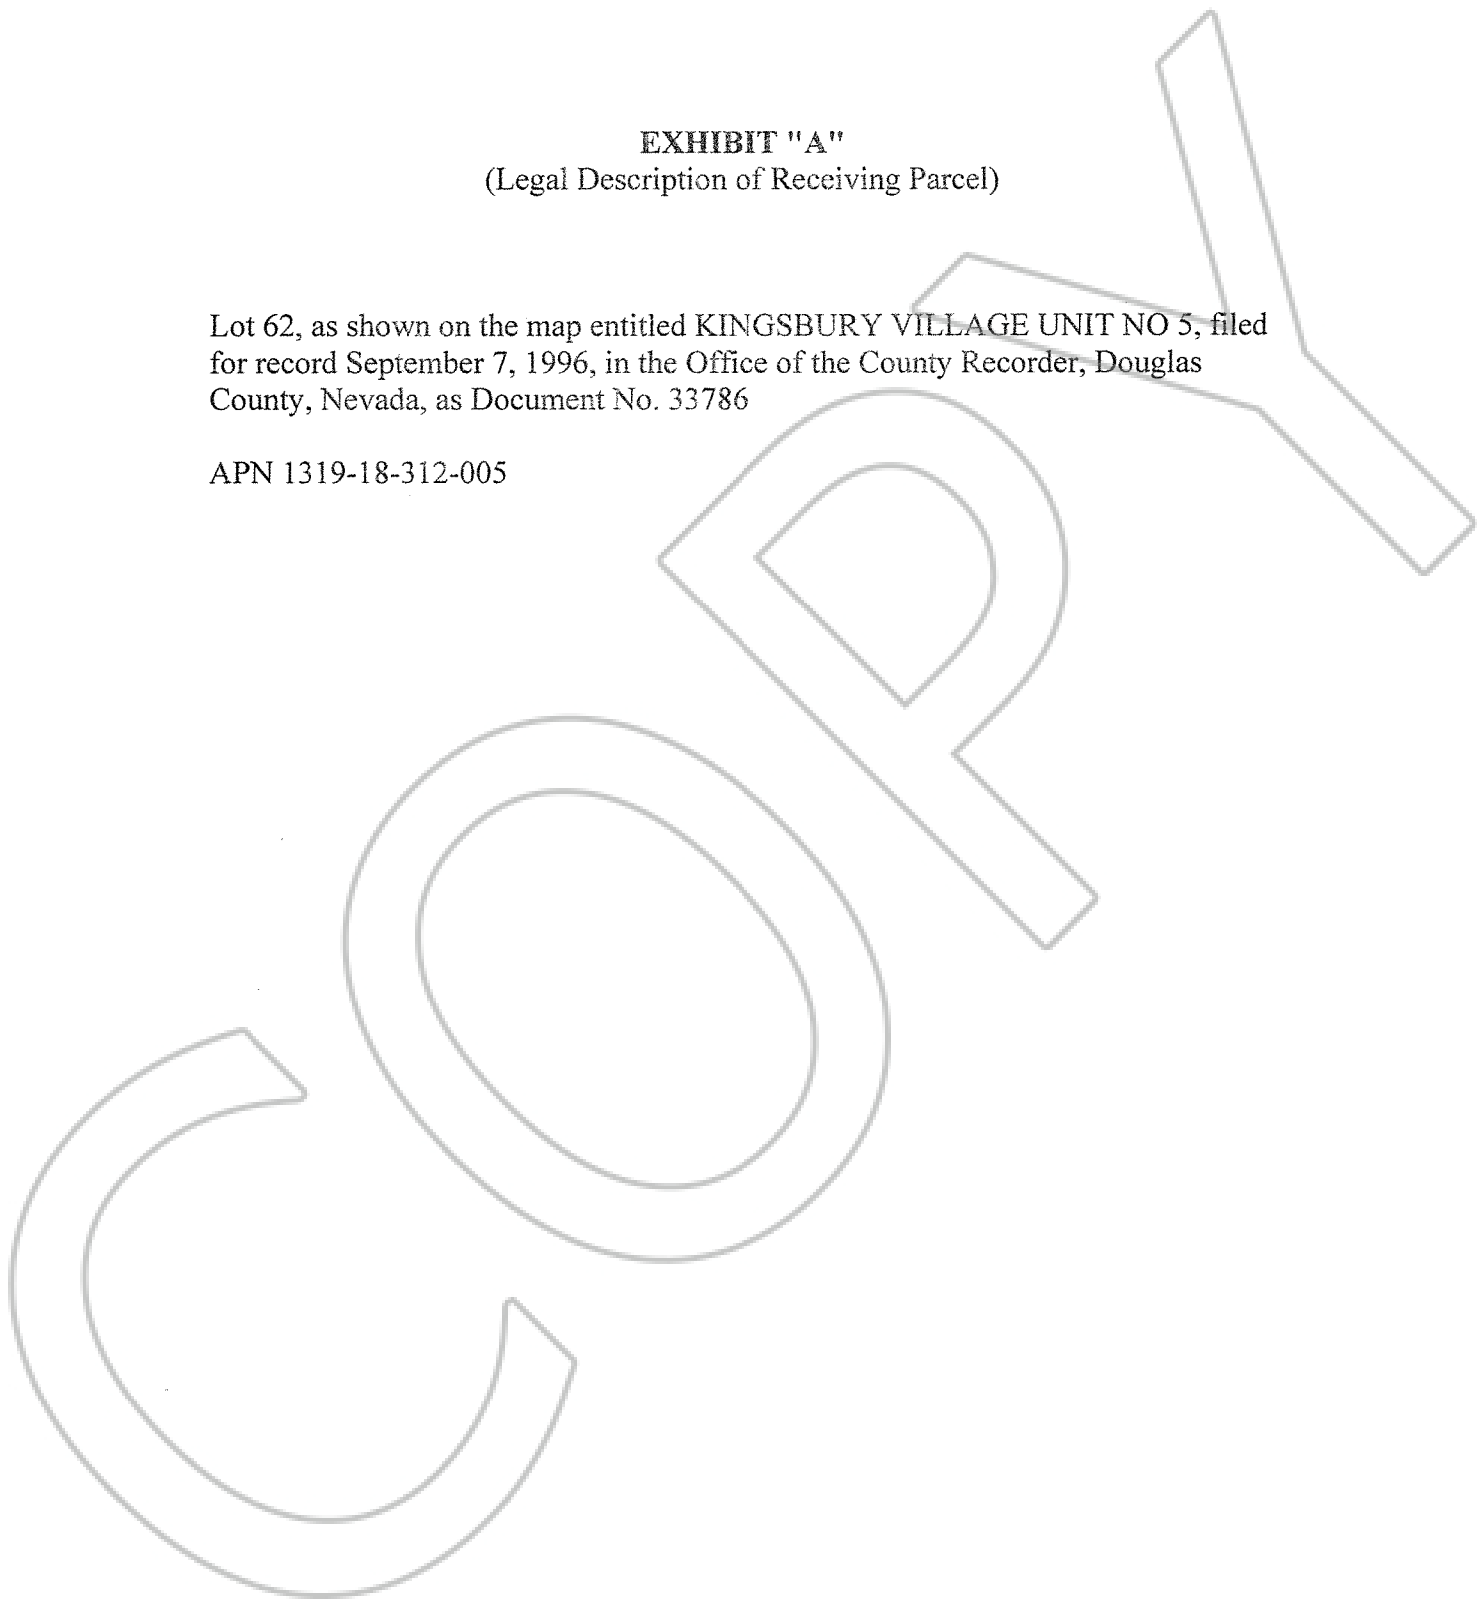 EXHIBIT "A"
(Legal Description of Receiving Parcel)
Lot 62, as shown on the map entitled KINGSBURY VILLAGE UNIT NO 5, filed
for record September 7, 1996, in the Office of the County Recorder, Douglas
County, Nevada, as Document No. 33786
APN 1319-18-312-005
COPY